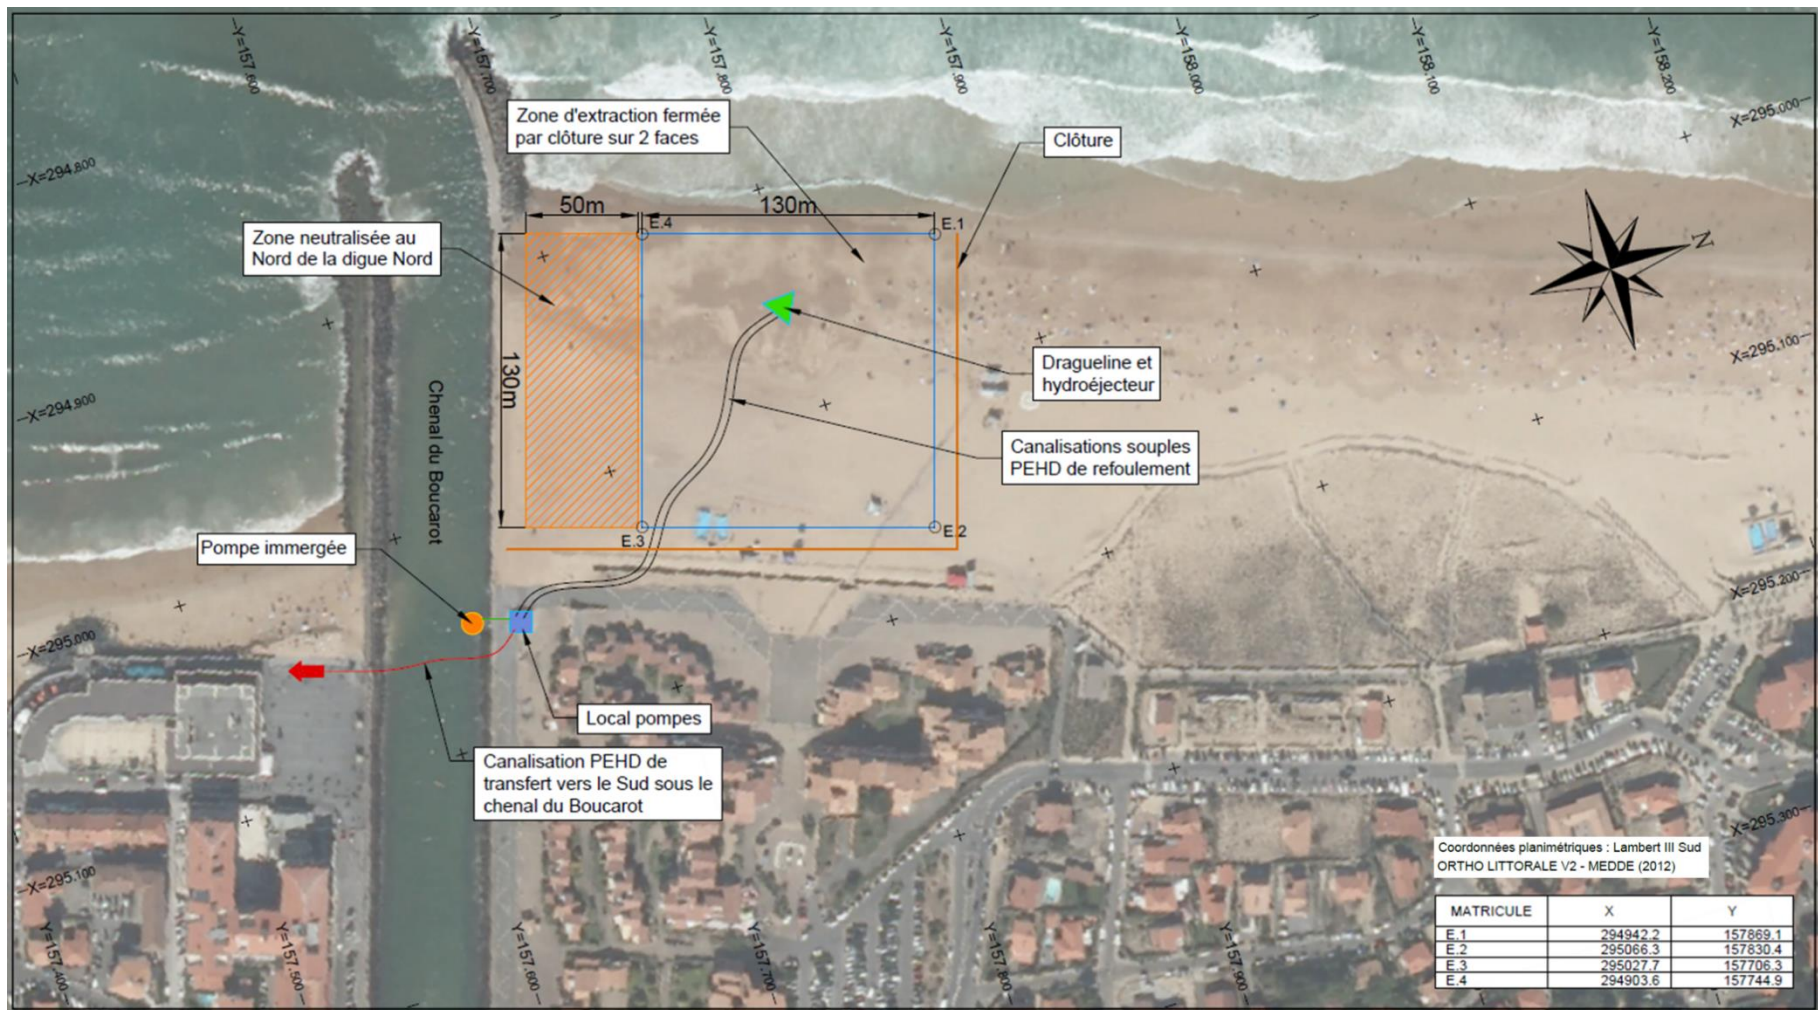 Y=157.600
Y=157.700
Y=157.800
Y=157.900
Y=158.000
Y=158.100
Y=158.200
X=295.000
X=294.800
Zone d'extraction fermée
par clôture sur 2 faces
Clôture
50m
130m
E.4
E.1
Zone neutralisée au
Nord de la digue Nord
N
130m
Dragueline et
hydroéjecteur
X=295.100
X=294.900
Chenal du Boucarot
Canalisations souples
PEHD de refoulement
E.3
E.2
Pompe immergée
X=295.200
X=295.000
Local pompes
Canalisation PEHD de
transfert vers le Sud sous le
chenal du Boucarot
X=295.300
X=295.100
Coordonnées planimétriques : Lambert III Sud
ORTHO LITTORALE V2 - MEDDE (2012)
MATRICULE X Y
E.1 294942.2 157869.1
E.2 295066.3 157830.4
E.3 295027.7 157706.3
E.4 294903.6 157744.9
Y=157.400
Y=157.500
Y=157.600
Y=157.700
Y=157.800
Y=157.900